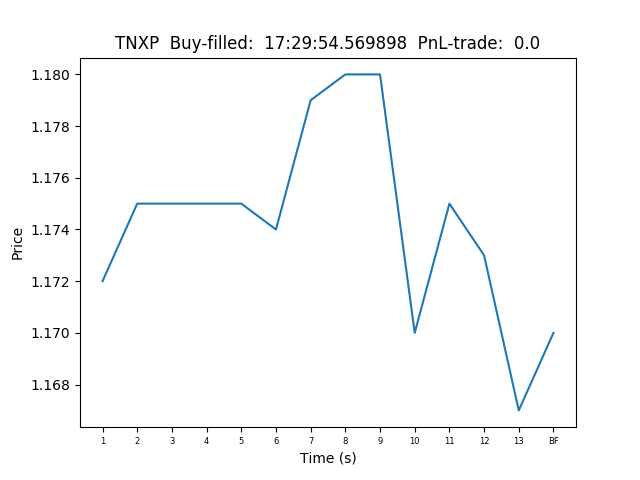 TNXP  Buy-filled:  17:29:54.569898  PnL-trade:  0.0
1.180
1.178
1.176
1.174
1.172
1.170
1.168
Price
1 2 3 4 5 6 7 8 9 10 11 12 13 BF
Time (s)